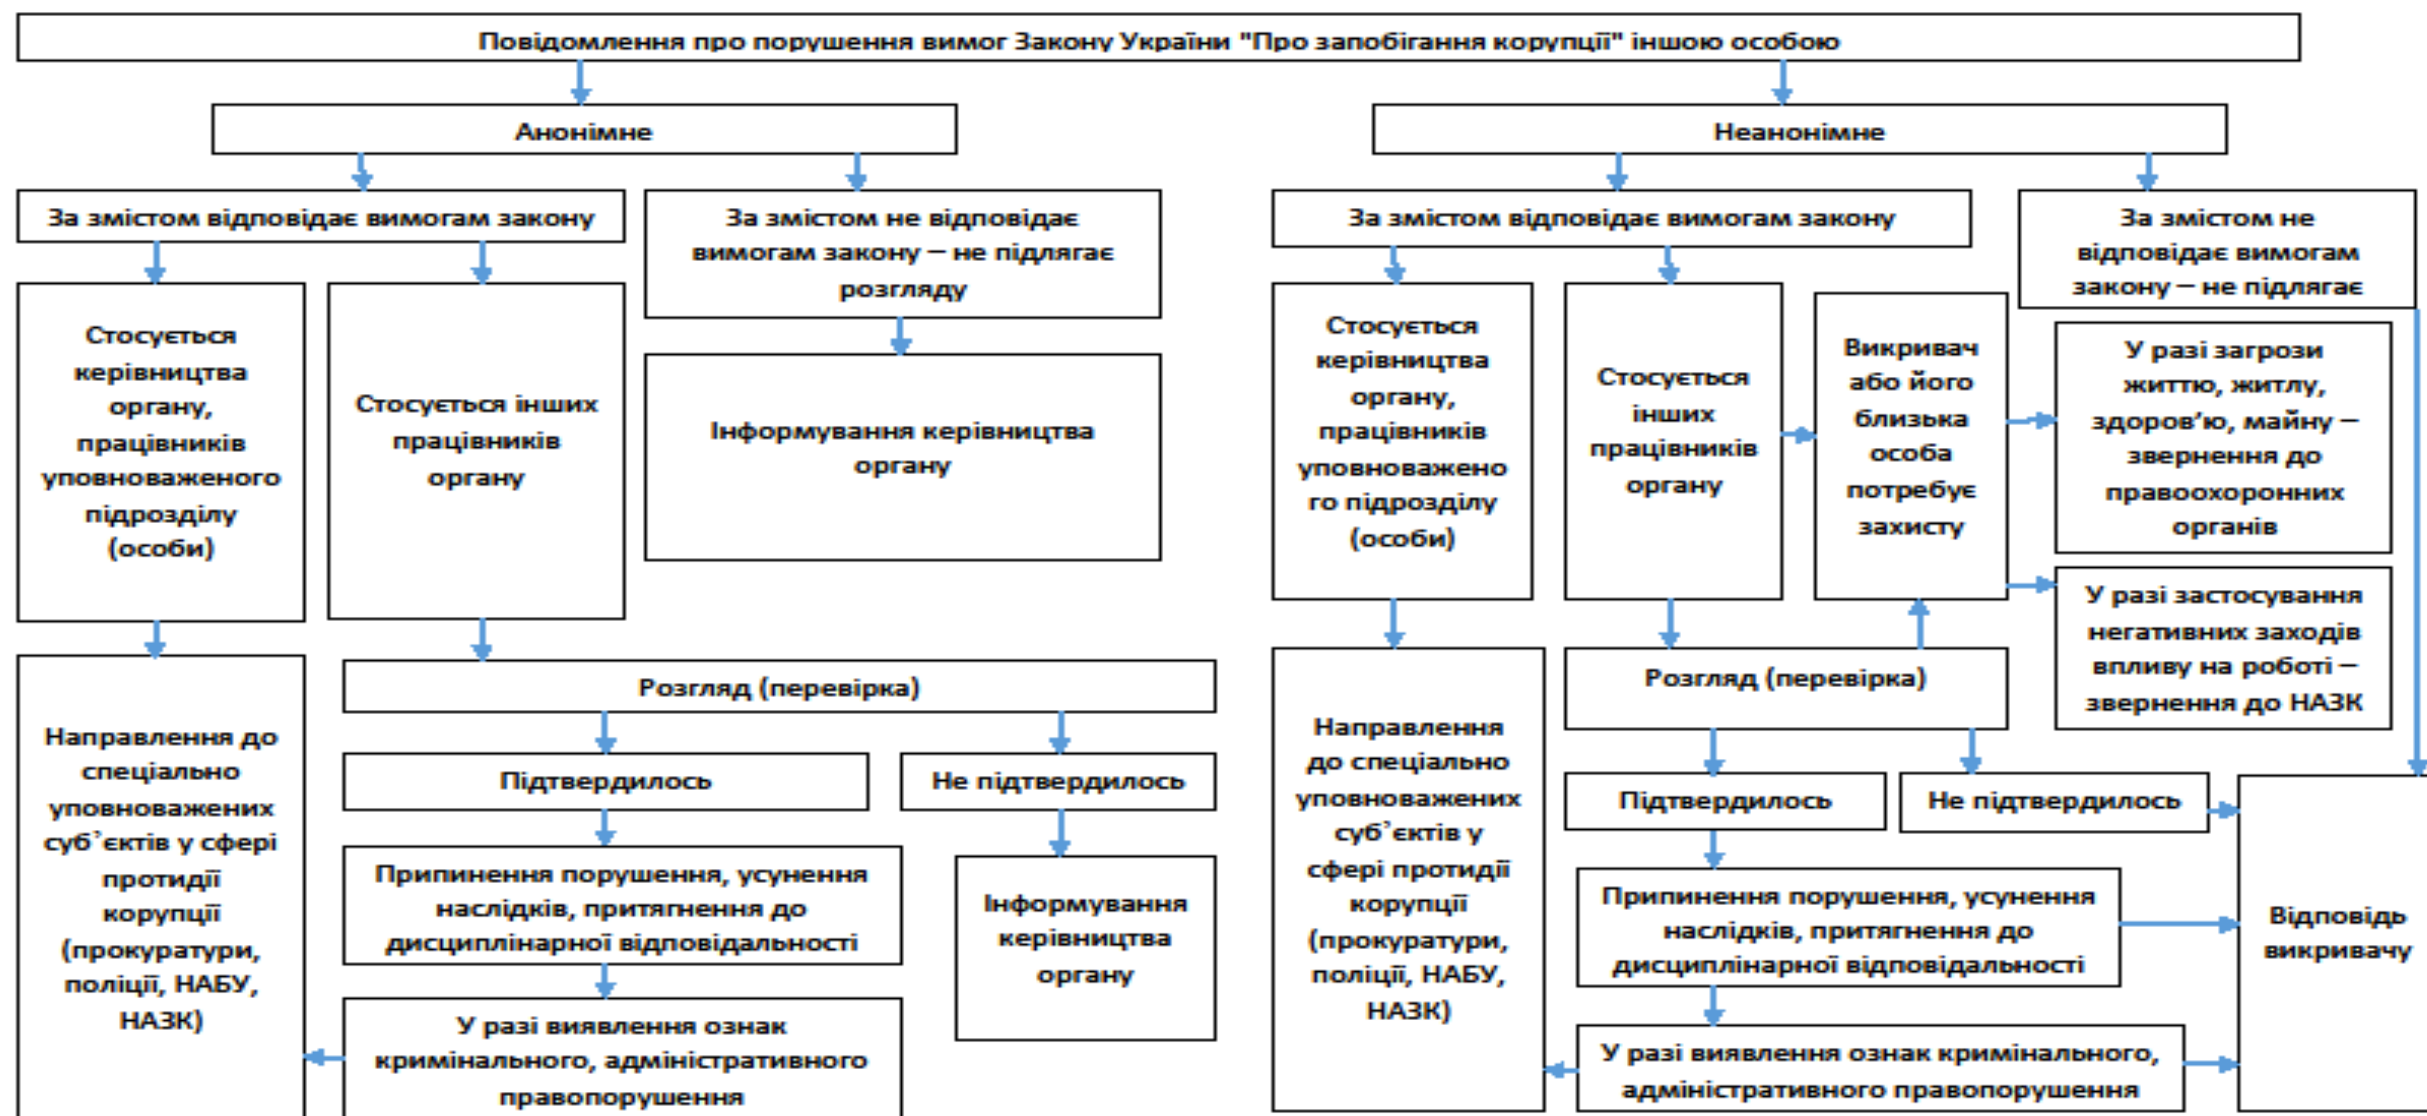 Повідомлення про порушення вимог Закону України "Про запобігання корупції" іншою особою
Анонімне
Неанонімне
За змістом відповідає вимогам закону
За змістом не відповідає
вимогам закону – не підлягає
розгляду
За змістом відповідає вимогам закону
За змістом не
відповідає вимогам
закону – не підлягає
Стосується
керівництва
органу,
працівників
уповноваженого
підрозділу
(особи)
Стосується інших
працівників
органу
Інформування керівництва
органу
Стосується
керівництва
органу,
працівників
уповноважено
го підрозділу
(особи)
Стосується
інших
працівників
органу
Викривач
або його
близька
особа
потребує
захисту
У разі загрози
життю, житлу,
здоров’ю, майну –
звернення до
правоохоронних
органів
У разі застосування
негативних заходів
впливу на роботі –
звернення до НАЗК
Направлення до
спеціально
уповноважених
суб’єктів у сфері
протидії
корупції
(прокуратури,
поліції, НАБУ,
НАЗК)
Розгляд (перевірка)
Підтвердилось
Не підтвердилось
Припинення порушення, усунення
наслідків, притягнення до
дисциплінарної відповідальності
Інформування
керівництва
органу
У разі виявлення ознак
кримінального, адміністративного
правопорушення
Направлення
до спеціально
уповноважених
суб’єктів у
сфері протидії
корупції
(прокуратури,
поліції, НАБУ,
НАЗК)
Розгляд (перевірка)
Підтвердилось
Не підтвердилось
Припинення порушення, усунення
наслідків, притягнення до
дисциплінарної відповідальності
У разі виявлення ознак кримінального,
адміністративного правопорушення
Відповідь
викривачу